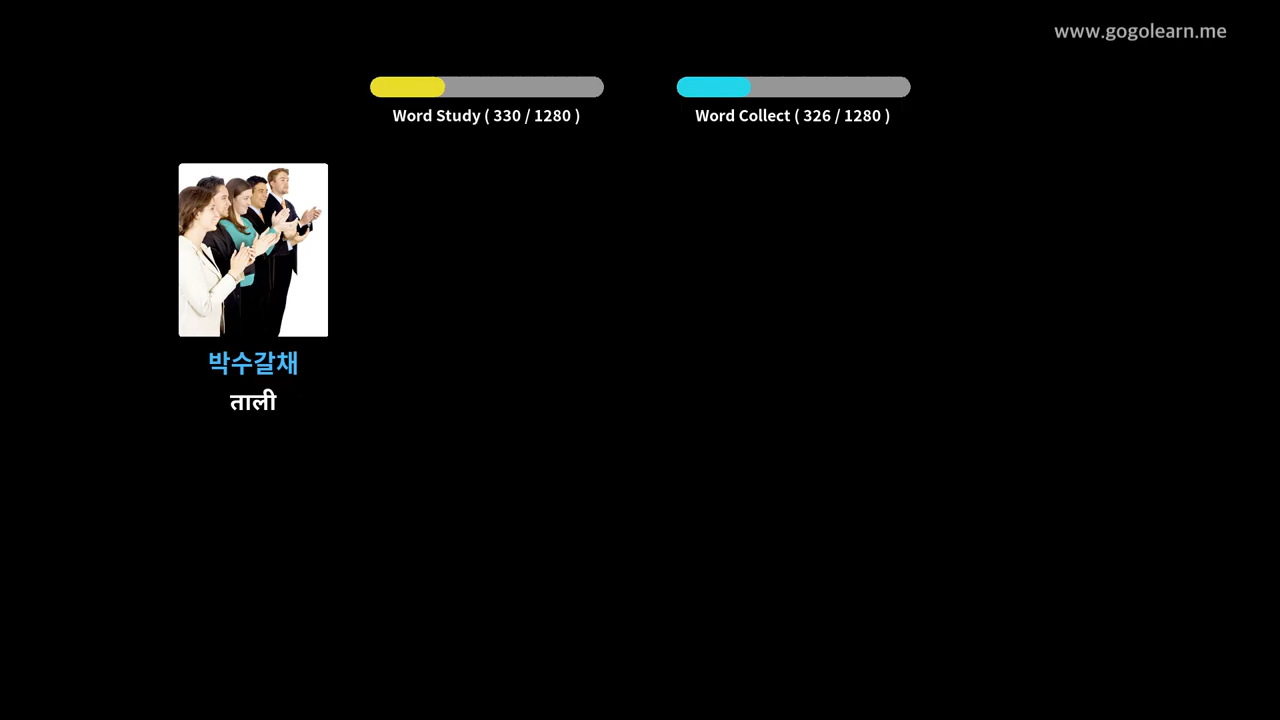 www.gogolearn.me
Word Study ( 330 / 1280 )
Word Collect ( 326 / 1280 )
박수갈채
ताली